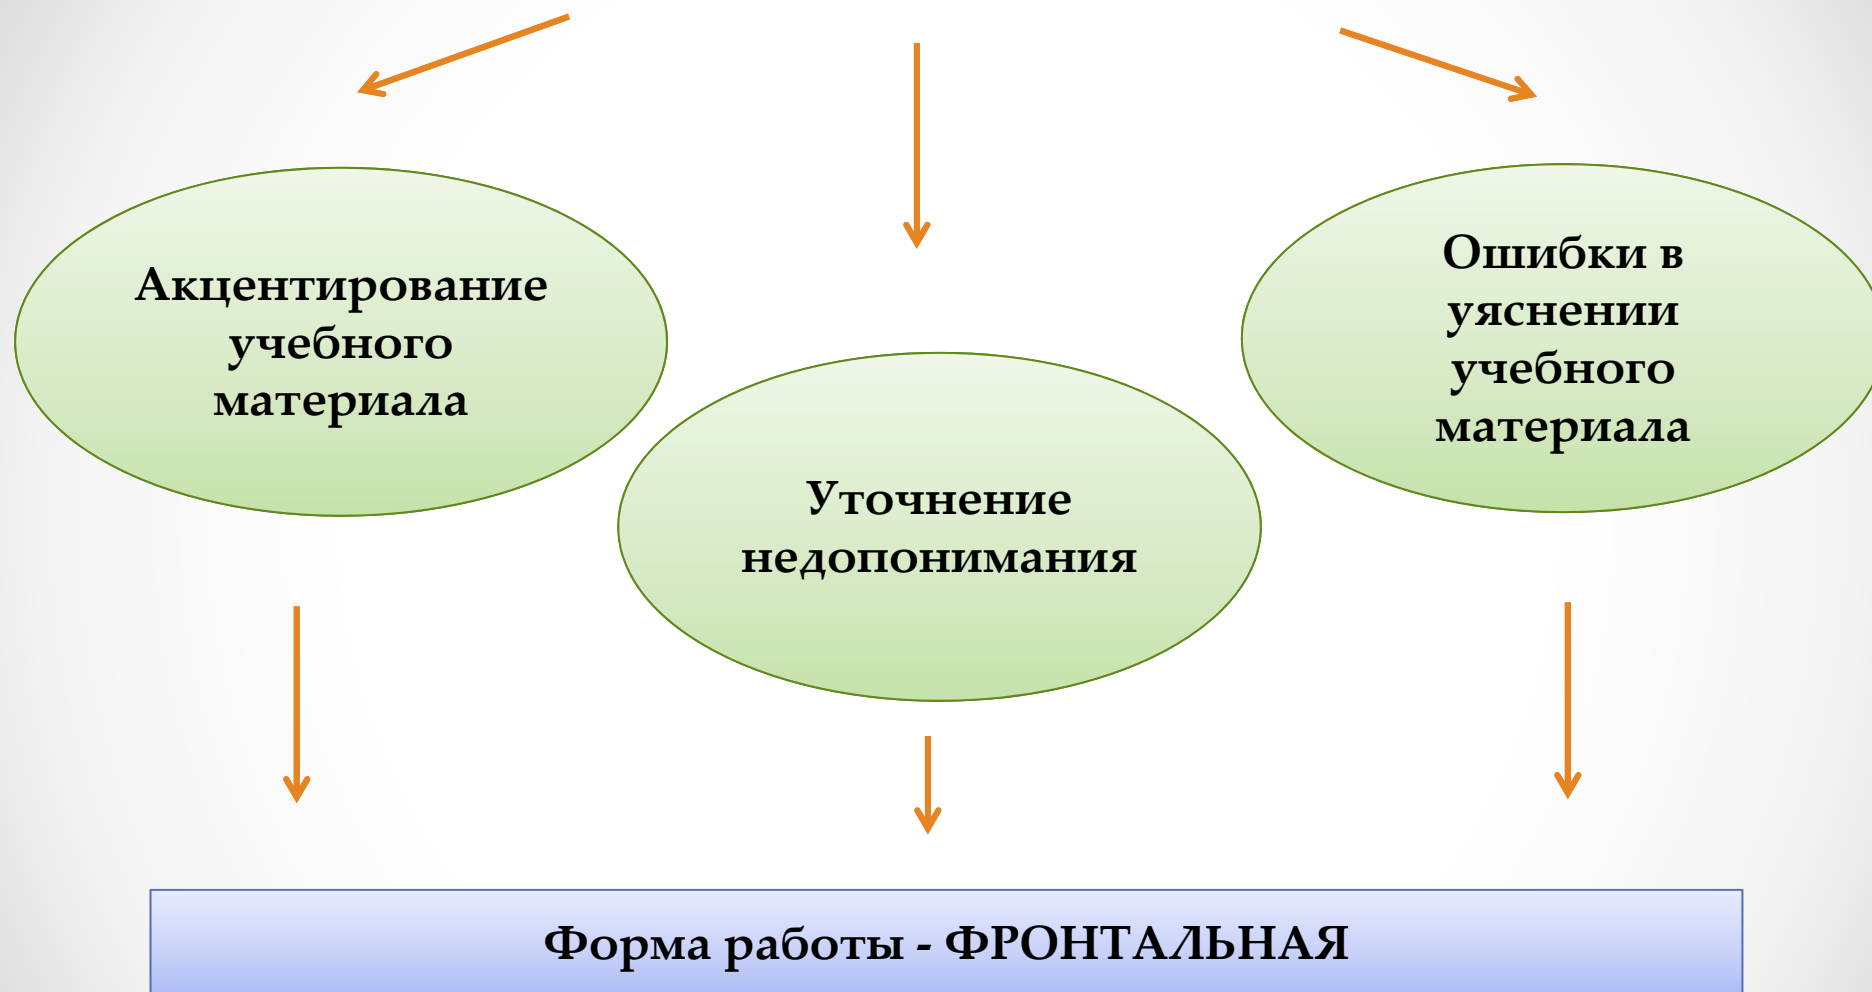 Акцентирование
учебного
материала
Уточнение
недопонимания
Ошибки в
уяснении
учебного
материала
Форма работы - ФРОНТАЛЬНАЯ